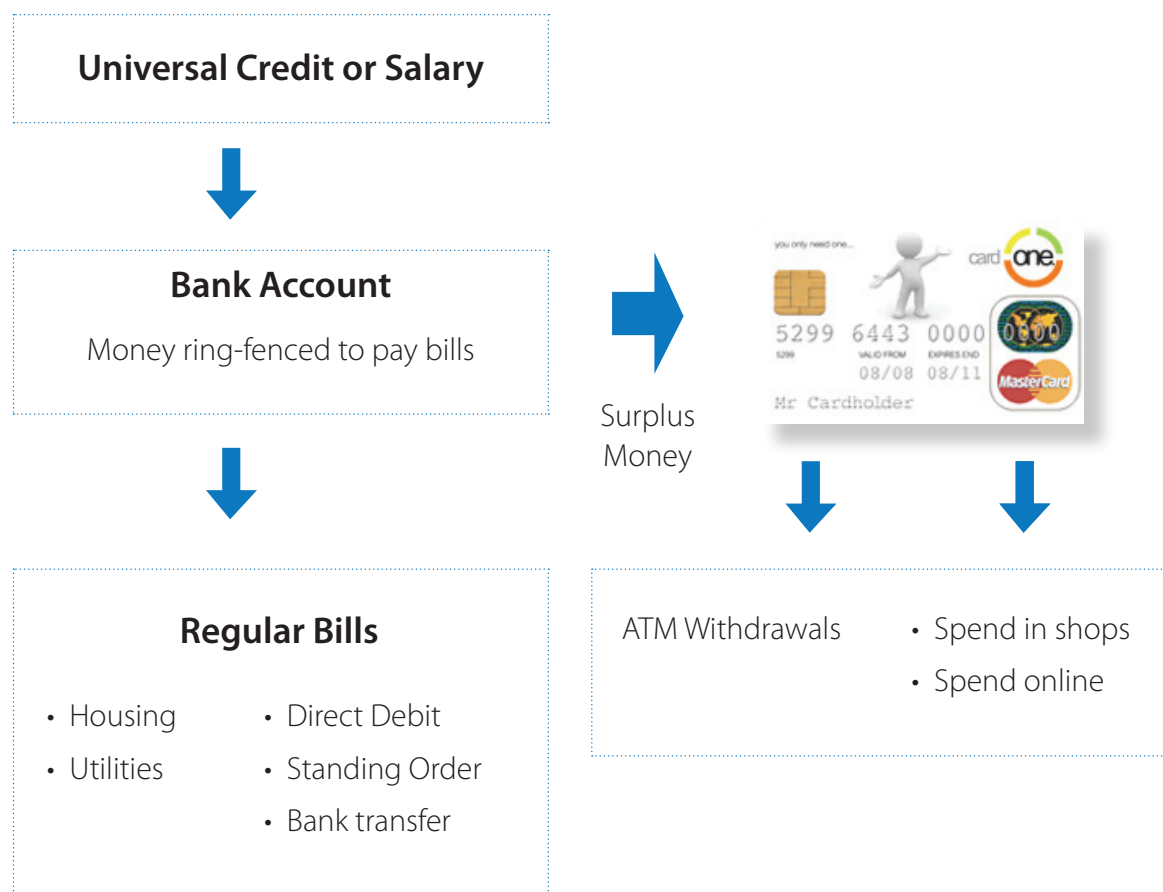 Universal Credit or Salary
Bank Account
Money ring-fenced to pay bills
Surplus
Money
you only need one...
card one
5299 6443 0000 0000
5299
VALID FROM EXPIRES END
08/08 08/11
Mr Cardholder
MasterCard
Regular Bills
• Housing
• Utilities
• Direct Debit
• Standing Order
• Bank transfer
ATM Withdrawals
• Spend in shops
• Spend online